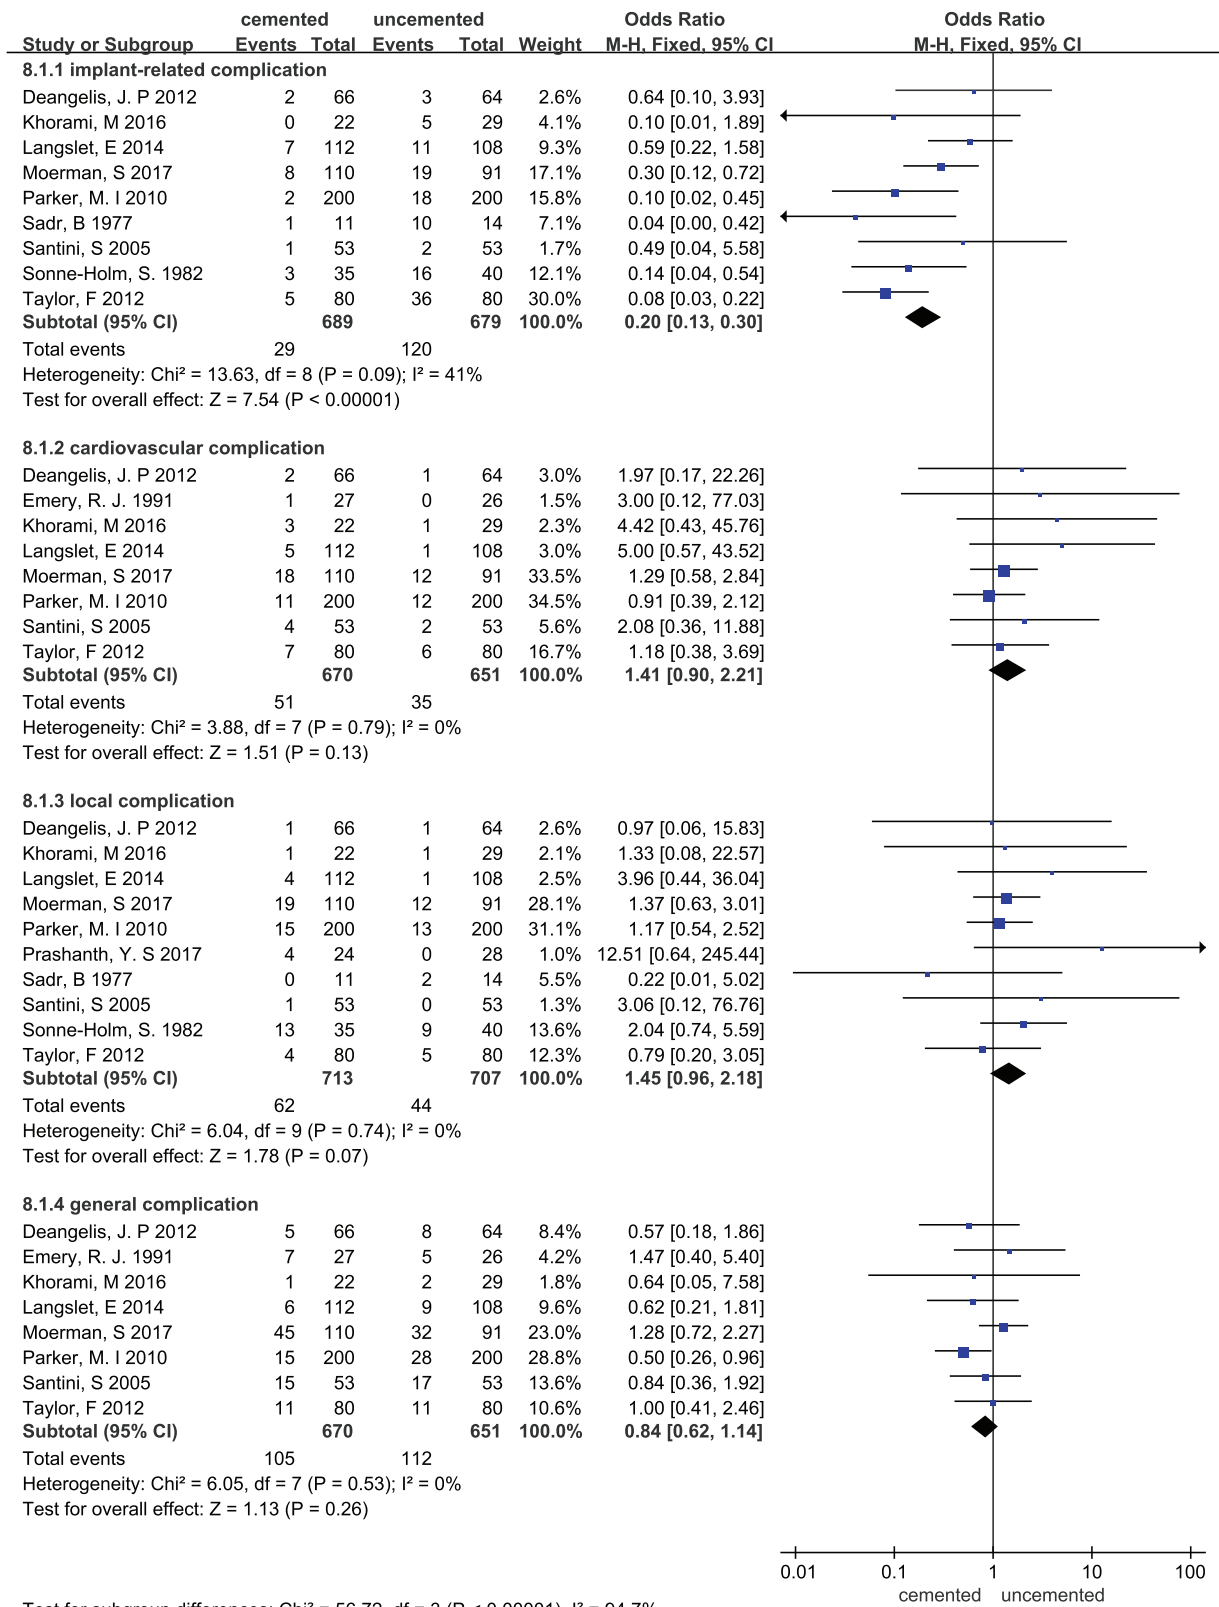 cemented uncemented Odds Ratio Odds Ratio
Study or Subgroup Events Total Events Total Weight M-H, Fixed, 95% CI M-H, Fixed, 95% CI
8.1.1 implant-related complication
Deangelis, J. P 2012 2 66 3 64 2.6% 0.64 [0.10, 3.93]
Khorami, M 2016 0 22 5 29 4.1% 0.10 [0.01, 1.89]
Langslet, E 2014 7 112 11 108 9.3% 0.59 [0.22, 1.58]
Moerman, S 2017 8 110 19 91 17.1% 0.30 [0.12, 0.72]
Parker, M. I 2010 2 200 18 200 15.8% 0.10 [0.02, 0.45]
Sadr, B 1977 1 11 10 14 7.1% 0.04 [0.00, 0.42]
Santini, S 2005 1 53 2 53 1.7% 0.49 [0.04, 5.58]
Sonne-Holm, S. 1982 3 35 16 40 12.1% 0.14 [0.04, 0.54]
Taylor, F 2012 5 80 36 80 30.0% 0.08 [0.03, 0.22]
Subtotal (95% CI) 689 679 100.0% 0.20 [0.13, 0.30]
Total events 29 120
Heterogeneity: Chi² = 13.63, df = 8 (P = 0.09); I² = 41%
Test for overall effect: Z = 7.54 (P < 0.00001)
8.1.2 cardiovascular complication
Deangelis, J. P 2012 2 66 1 64 3.0% 1.97 [0.17, 22.26]
Emery, R. J. 1991 1 27 0 26 1.5% 3.00 [0.12, 77.03]
Khorami, M 2016 3 22 1 29 2.3% 4.42 [0.43, 45.76]
Langslet, E 2014 5 112 1 108 3.0% 5.00 [0.57, 43.52]
Moerman, S 2017 18 110 12 91 33.5% 1.29 [0.58, 2.84]
Parker, M. I 2010 11 200 12 200 34.5% 0.91 [0.39, 2.12]
Santini, S 2005 4 53 2 53 5.6% 2.08 [0.36, 11.88]
Taylor, F 2012 7 80 6 80 16.7% 1.18 [0.38, 3.69]
Subtotal (95% CI) 670 651 100.0% 1.41 [0.90, 2.21]
Total events 51 35
Heterogeneity: Chi² = 3.88, df = 7 (P = 0.79); I² = 0%
Test for overall effect: Z = 1.51 (P = 0.13)
8.1.3 local complication
Deangelis, J. P 2012 1 66 1 64 2.6% 0.97 [0.06, 15.83]
Khorami, M 2016 1 22 1 29 2.1% 1.33 [0.08, 22.57]
Langslet, E 2014 4 112 1 108 2.5% 3.96 [0.44, 36.04]
Moerman, S 2017 19 110 12 91 28.1% 1.37 [0.63, 3.01]
Parker, M. I 2010 15 200 13 200 31.1% 1.17 [0.54, 2.52]
Prashanth, Y. S 2017 4 24 0 28 1.0% 12.51 [0.64, 245.44]
Sadr, B 1977 0 11 2 14 5.5% 0.22 [0.01, 5.02]
Santini, S 2005 1 53 0 53 1.3% 3.06 [0.12, 76.76]
Sonne-Holm, S. 1982 13 35 9 40 13.6% 2.04 [0.74, 5.59]
Taylor, F 2012 4 80 5 80 12.3% 0.79 [0.20, 3.05]
Subtotal (95% CI) 713 707 100.0% 1.45 [0.96, 2.18]
Total events 62 44
Heterogeneity: Chi² = 6.04, df = 9 (P = 0.74); I² = 0%
Test for overall effect: Z = 1.78 (P = 0.07)
8.1.4 general complication
Deangelis, J. P 2012 5 66 8 64 8.4% 0.57 [0.18, 1.86]
Emery, R. J. 1991 7 27 5 26 4.2% 1.47 [0.40, 5.40]
Khorami, M 2016 1 22 2 29 1.8% 0.64 [0.05, 7.58]
Langslet, E 2014 6 112 9 108 9.6% 0.62 [0.21, 1.81]
Moerman, S 2017 45 110 32 91 23.0% 1.28 [0.72, 2.27]
Parker, M. I 2010 15 200 28 200 28.8% 0.50 [0.26, 0.96]
Santini, S 2005 15 53 17 53 13.6% 0.84 [0.36, 1.92]
Taylor, F 2012 11 80 11 80 10.6% 1.00 [0.41, 2.46]
Subtotal (95% CI) 670 651 100.0% 0.84 [0.62, 1.14]
Total events 105 112
Heterogeneity: Chi² = 6.05, df = 7 (P = 0.53); I² = 0%
Test for overall effect: Z = 1.13 (P = 0.26)
0.01 0.1 1 10 100
cemented uncemented
Test for subgroup differences: Chi² = 56.72, df = 3 (P < 0.00001), I² = 94.7%